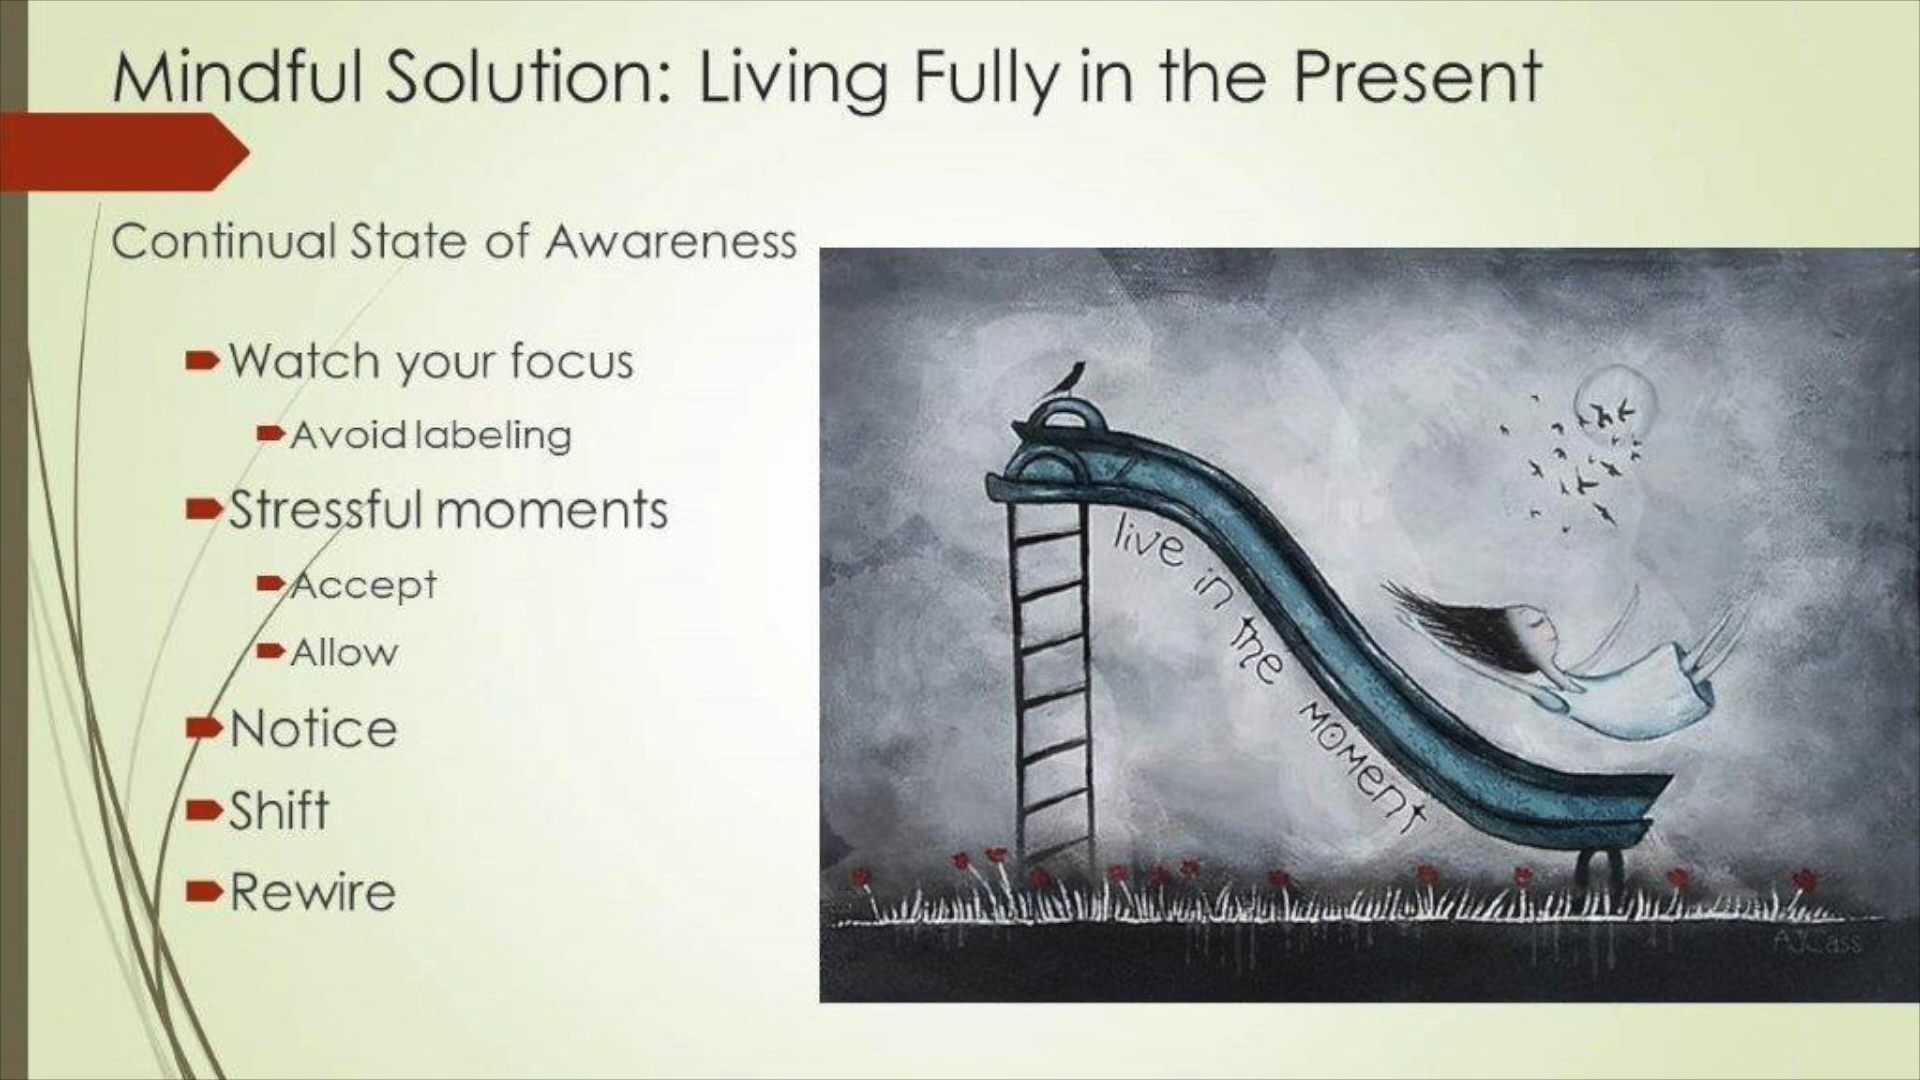 Mindful Solution: Living Fully in the Present
Continual State of Awareness
Watch your focus
Avoid labeling
Stressful moments
Accept
Allow
Notice
Shift
Rewire
live in the moment
AJCass